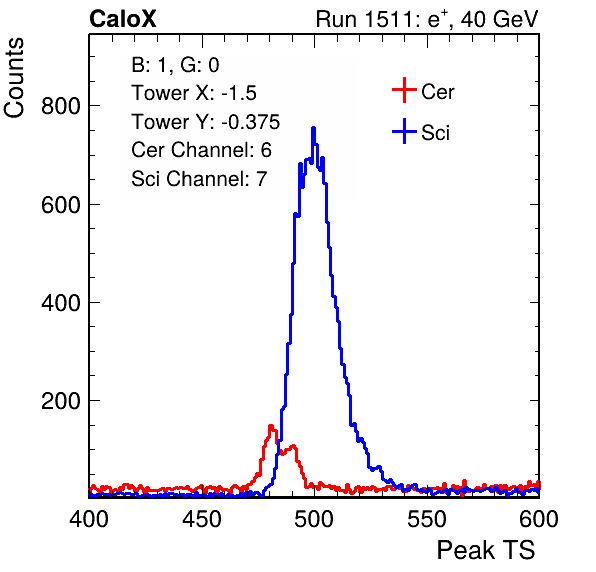 CaloX
Run 1511: e+, 40 GeV
Counts
B: 1, G: 0
Tower X: -1.5
Tower Y: -0.375
Cer Channel: 6
Sci Channel: 7
Cer
Sci
800
600
400
200
400 450 500 550 600
Peak TS